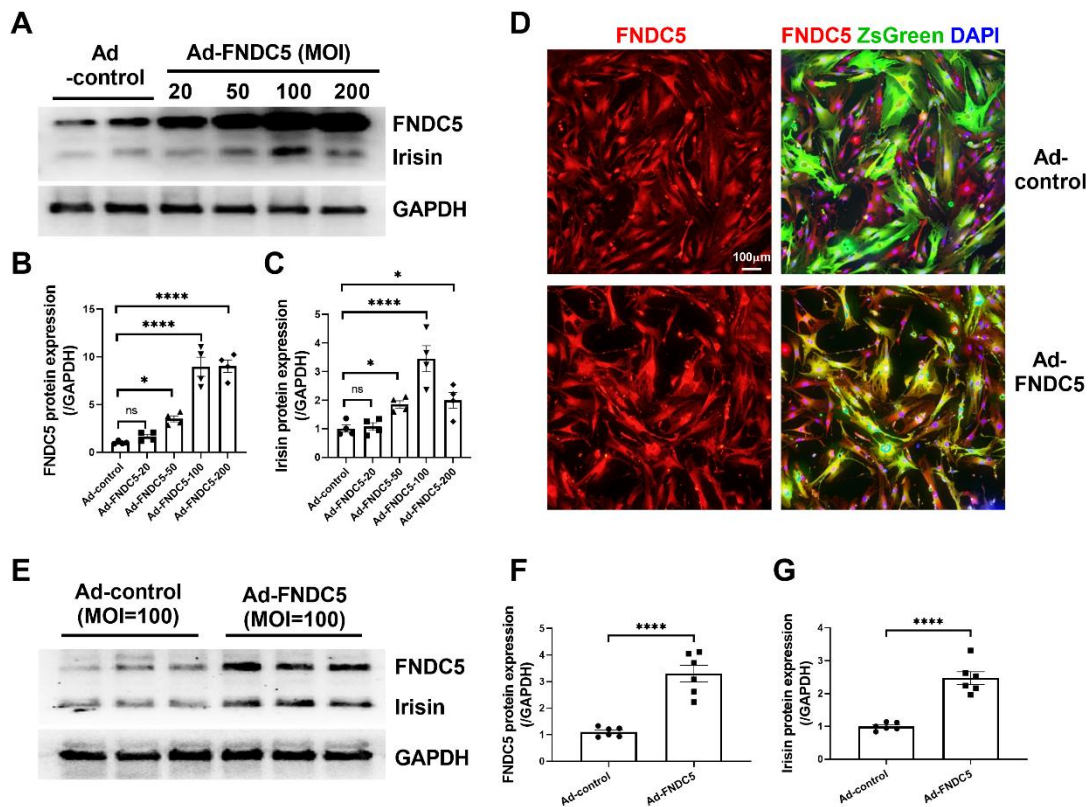 A
Ad
-control
Ad-FNDC5 (MOI)
20 50 100 200
FNDC5
Irisin
GAPDH
B
FNDC5 protein expression
(/GAPDH)
15
10
5
0
ns
*
****
****
Ad-control
Ad-FNDC5-20
Ad-FNDC5-50
Ad-FNDC5-100
Ad-FNDC5-200
C
Irisin protein expression
(/GAPDH)
5
4
3
2
1
0
ns
*
****
*
Ad-control
Ad-FNDC5-20
Ad-FNDC5-50
Ad-FNDC5-100
Ad-FNDC5-200
D
FNDC5
FNDC5 ZsGreen DAPI
100μm
Ad-
control
Ad-
FNDC5
E
Ad-control
(MOI=100)
Ad-FNDC5
(MOI=100)
FNDC5
Irisin
GAPDH
F
FNDC5 protein expression
(/GAPDH)
5
4
3
2
1
0
****
Ad-control
Ad-FNDC5
G
Irisin protein expression
(/GAPDH)
4
3
2
1
0
****
Ad-control
Ad-FNDC5